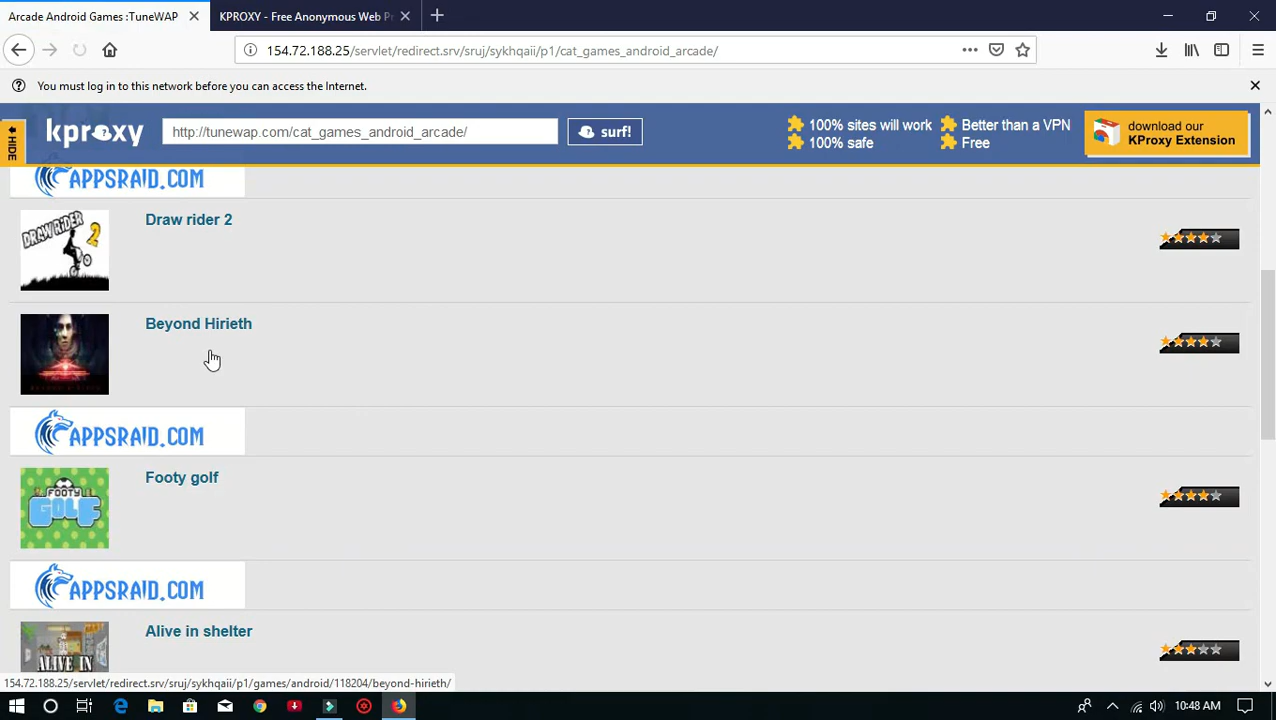 Arcade Android Games :TuneWAP
KPROXY - Free Anonymous Web Pr
154.72.188.25/servlet/redirect.srv/sruj/sykhqaii/p1/cat_games_android_arcade/
You must log in to this network before you can access the Internet.
HIDE
kproxy
http://tunewap.com/cat_games_android_arcade/
surf!
100% sites will work
100% safe
Better than a VPN
Free
download our
KProxy Extension
APPSRAID.COM
DRAW RIDER 2
Draw rider 2
Beyond Hirieth
APPSRAID.COM
FOOTY
GOLF
Footy golf
APPSRAID.COM
ALIVE IN
Alive in shelter
154.72.188.25/servlet/redirect.srv/sruj/sykhqaii/p1/games/android/118204/beyond-hirieth/
10:48 AM